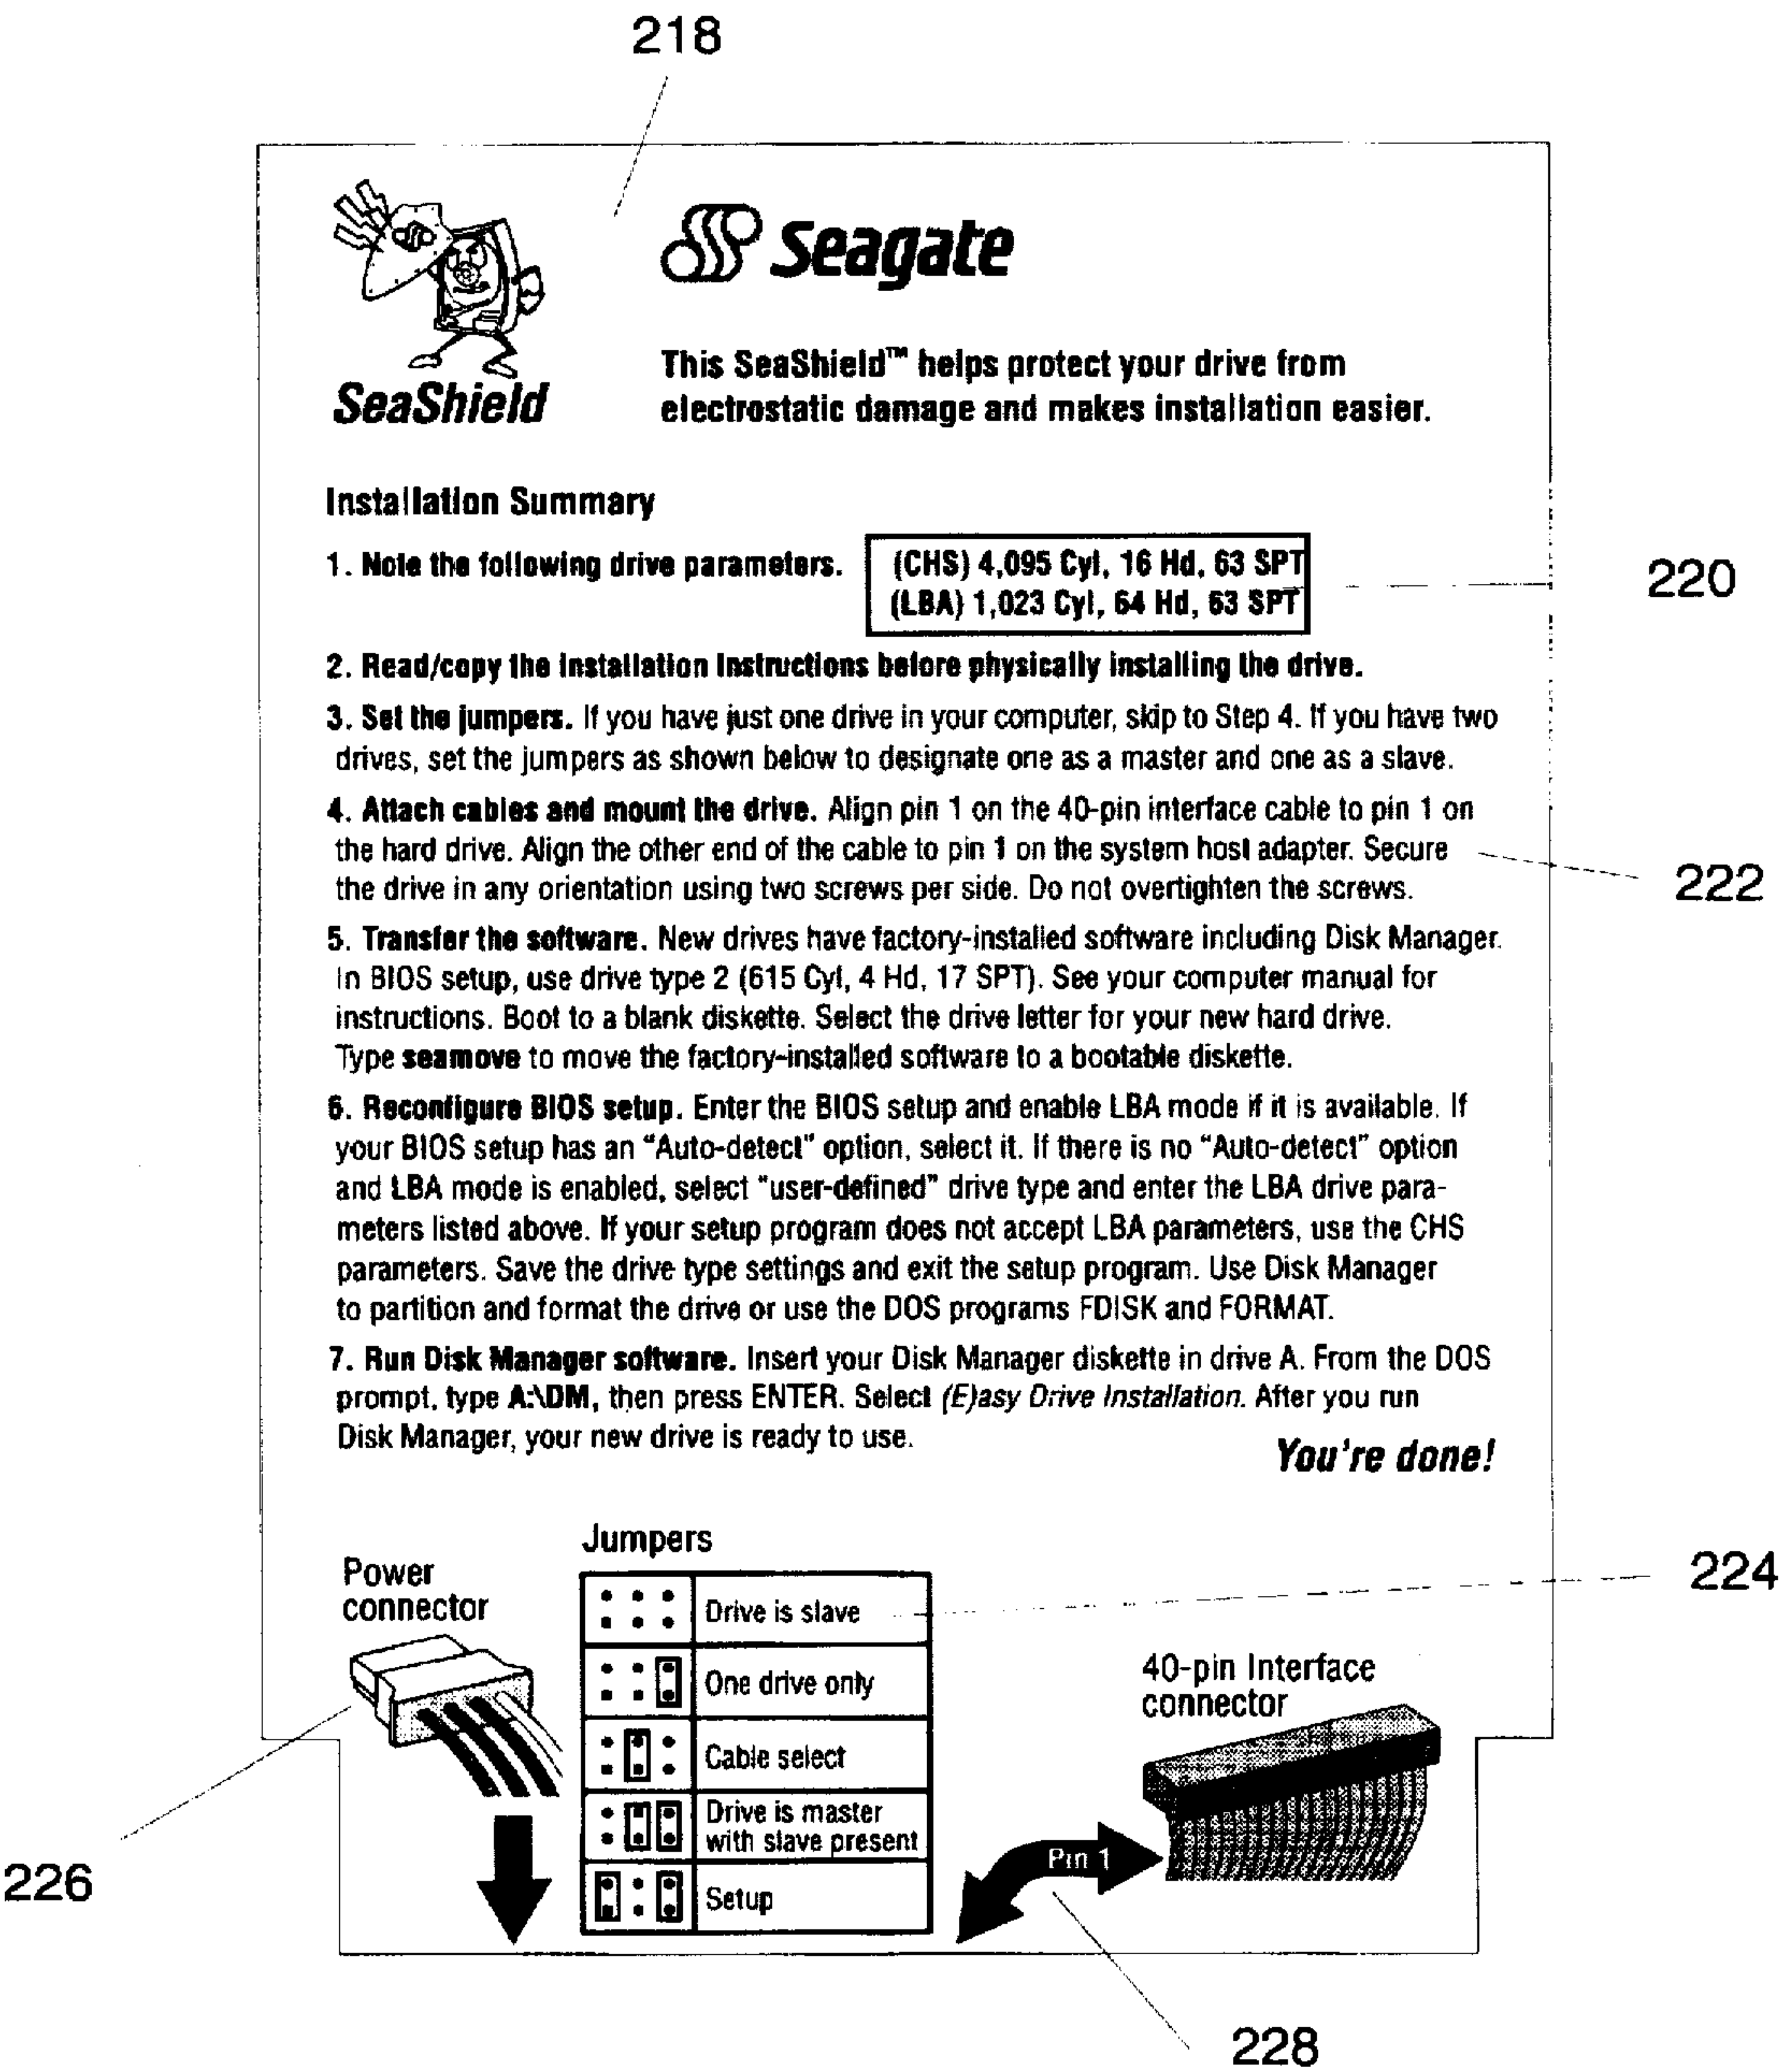 218
Seagate
SeaShield
This SeaShield™ helps protect your drive from
electrostatic damage and makes installation easier.
Installation Summary
1. Note the following drive parameters.
(CHS) 4,095 Cyl, 16 Hd, 63 SPT
(LBA) 1,023 Cyl, 64 Hd, 63 SPT
220
2. Read/copy the Installation Instructions before physically installing the drive.
3. Set the jumpers. If you have just one drive in your computer, skip to Step 4. If you have two
drives, set the jumpers as shown below to designate one as a master and one as a slave.
4. Attach cables and mount the drive. Align pin 1 on the 40-pin interface cable to pin 1 on
the hard drive. Align the other end of the cable to pin 1 on the system host adapter. Secure
the drive in any orientation using two screws per side. Do not overtighten the screws.
222
5. Transfer the software. New drives have factory-installed software including Disk Manager.
In BIOS setup, use drive type 2 (615 Cyl, 4 Hd, 17 SPT). See your computer manual for
instructions. Boot to a blank diskette. Select the drive letter for your new hard drive.
Type seamove to move the factory-installed software to a bootable diskette.
6. Reconfigure BIOS setup. Enter the BIOS setup and enable LBA mode if it is available. If
your BIOS setup has an "Auto-detect" option, select it. If there is no "Auto-detect" option
and LBA mode is enabled, select "user-defined" drive type and enter the LBA drive para-
meters listed above. If your setup program does not accept LBA parameters, use the CHS
parameters. Save the drive type settings and exit the setup program. Use Disk Manager
to partition and format the drive or use the DOS programs FDISK and FORMAT.
7. Run Disk Manager software. Insert your Disk Manager diskette in drive A. From the DOS
prompt, type A:\DM, then press ENTER. Select (E)asy Drive Installation. After you run
Disk Manager, your new drive is ready to use.
You're done!
Jumpers
Power
connector
Drive is slave
224
One drive only
Cable select
Drive is master
with slave present
Setup
40-pin Interface
connector
Pin 1
226
228